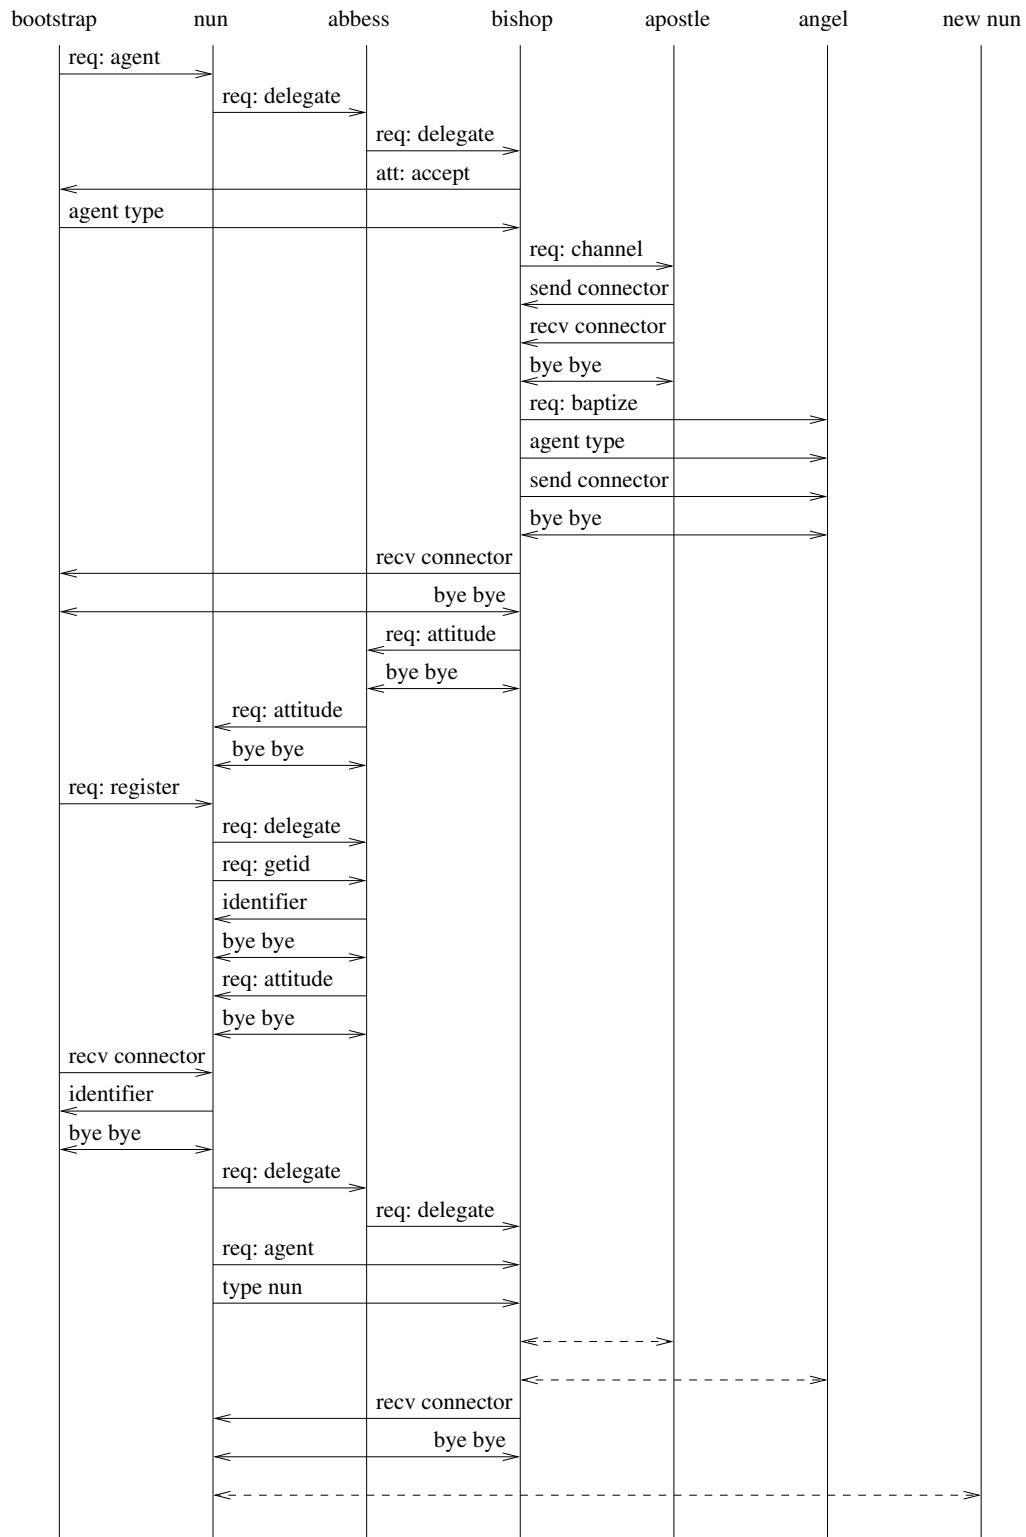 bootstrap nun abbess bishop apostle angel new nun
req: agent
req: delegate
req: delegate
att: accept
agent type
req: channel
send connector
recv connector
bye bye
req: baptize
agent type
send connector
bye bye
recv connector
bye bye
req: attitude
bye bye
req: attitude
bye bye
req: register
req: delegate
req: getid
identifier
bye bye
req: attitude
bye bye
recv connector
identifier
bye bye
req: delegate
req: delegate
req: agent
type nun
recv connector
bye bye